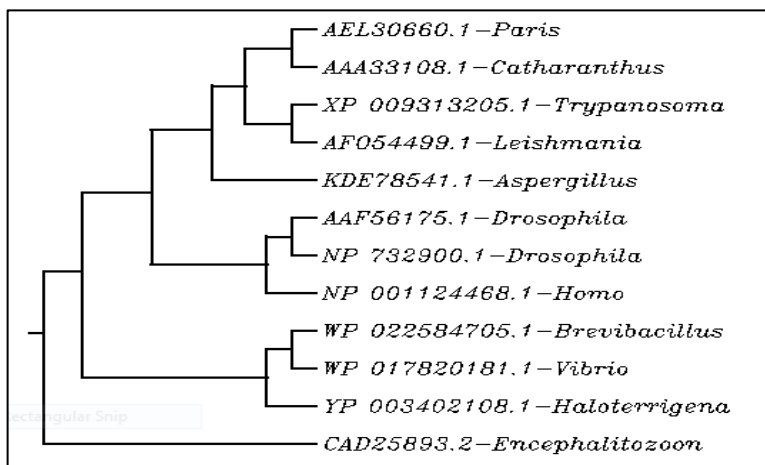 AEL30660.1-Paris
AAA33108.1-Catharanthus
XP 009313205.1-Trypanosoma
AF054499.1-Leishmania
KDE78541.1-Aspergillus
AAF56175.1-Drosophila
NP 732900.1-Drosophila
NP 001124468.1-Homo
WP 022584705.1-Brevibacillus
WP 017820181.1-Vibrio
YP 003402108.1-Haloterrigena
Rectangular Snip
CAD25893.2-Encephalitozoon